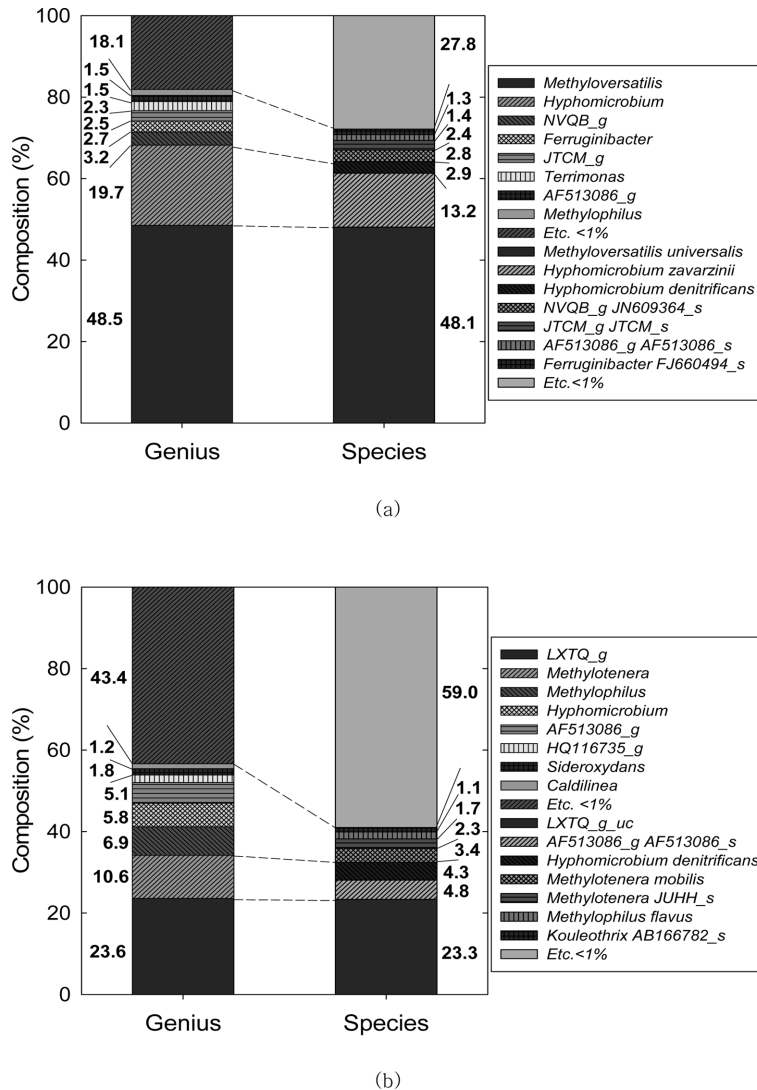 100
80
60
40
20
0
Composition (%)
18.1
1.5
1.5
2.3
2.5
2.7
3.2
19.7
48.5
27.8
1.3
1.4
2.4
2.8
2.9
13.2
48.1
Genius
Species
Methyloversatilis
Hyphomicrobium
NVQB_g
Ferruginibacter
JTCM_g
Terrimonas
AF513086_g
Methylophilus
Etc. <1%
Methyloversatilis universalis
Hyphomicrobium zavarzinii
Hyphomicrobium denitrificans
NVQB_g JN609364_s
JTCM_g JTCM_s
AF513086_g AF513086_s
Ferruginibacter FJ660494_s
Etc.<1%
(a)
100
80
60
40
20
0
Composition (%)
43.4
1.2
1.8
5.1
5.8
6.9
10.6
23.6
59.0
1.1
1.7
2.3
3.4
4.3
4.8
23.3
Genius
Species
LXTQ_g
Methylotenera
Methylophilus
Hyphomicrobium
AF513086_g
HQ116735_g
Sideroxydans
Caldilinea
Etc. <1%
LXTQ_g_uc
AF513086_g AF513086_s
Hyphomicrobium denitrificans
Methylotenera mobilis
Methylotenera JUHH_s
Methylophilus flavus
Kouleothrix AB166782_s
Etc.<1%
(b)